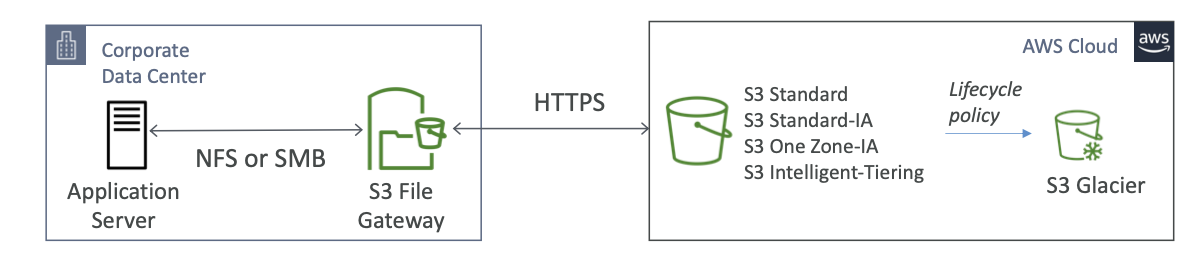 Corporate
Data Center
Application
Server
NFS or SMB
S3 File
Gateway
HTTPS
AWS Cloud
aws
S3 Standard
S3 Standard-IA
S3 One Zone-IA
S3 Intelligent-Tiering
Lifecycle
policy
S3 Glacier